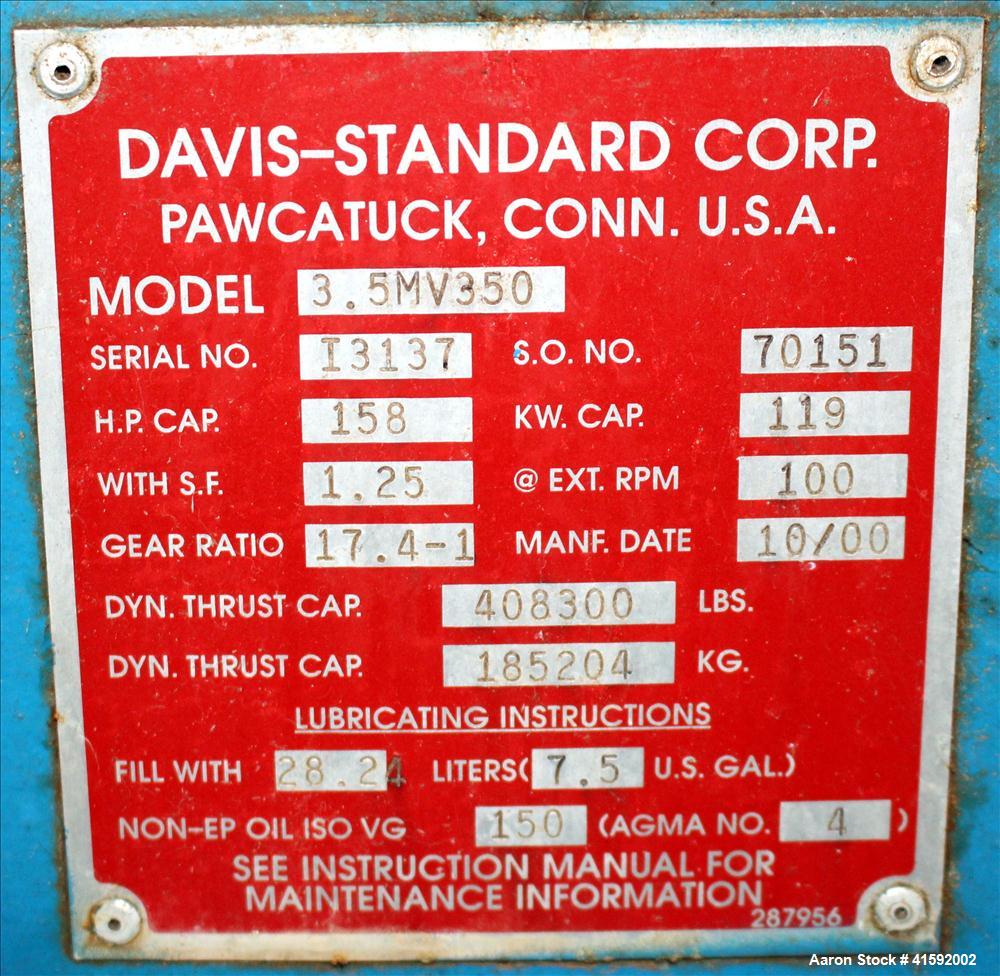 DAVIS-STANDARD CORP.
PAWCATUCK, CONN. U.S.A.
MODEL 3.5MV350
SERIAL NO. I3137 S.O. NO. 70151
H.P. CAP. 158 KW. CAP. 119
WITH S.F. 1.25 @ EXT. RPM 100
GEAR RATIO 17.4-1 MANF. DATE 10/00
DYN. THRUST CAP. 408300 LBS.
DYN. THRUST CAP. 185204 KG.
LUBRICATING INSTRUCTIONS
FILL WITH 28.24 LITERS( 7.5 U.S. GAL.)
NON-EP OIL ISO VG 150 (AGMA NO. 4 )
SEE INSTRUCTION MANUAL FOR
MAINTENANCE INFORMATION
287956
Aaron Stock # 41592002